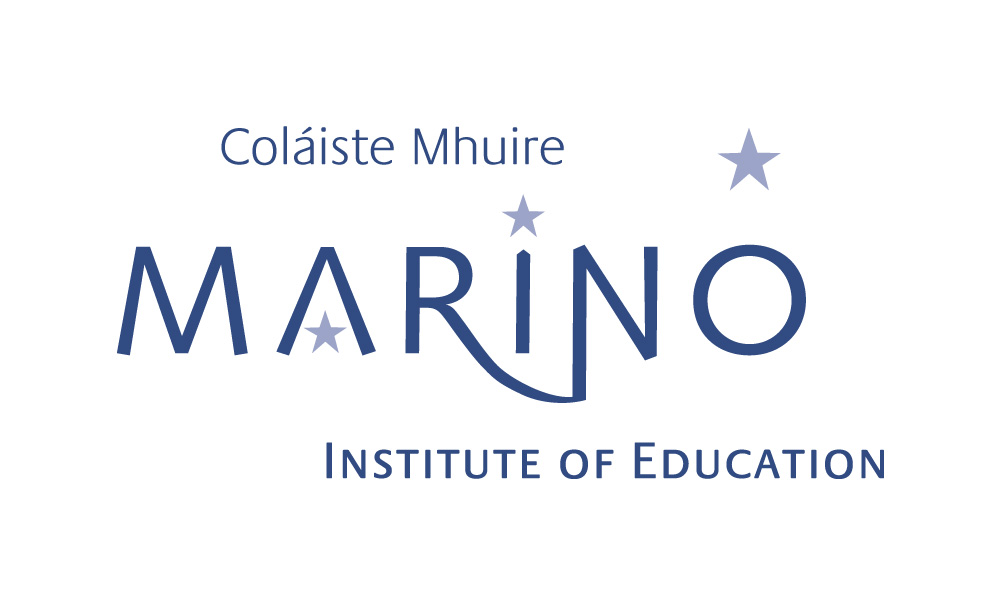 Coláiste Mhuire
MARINO
INSTITUTE OF EDUCATION